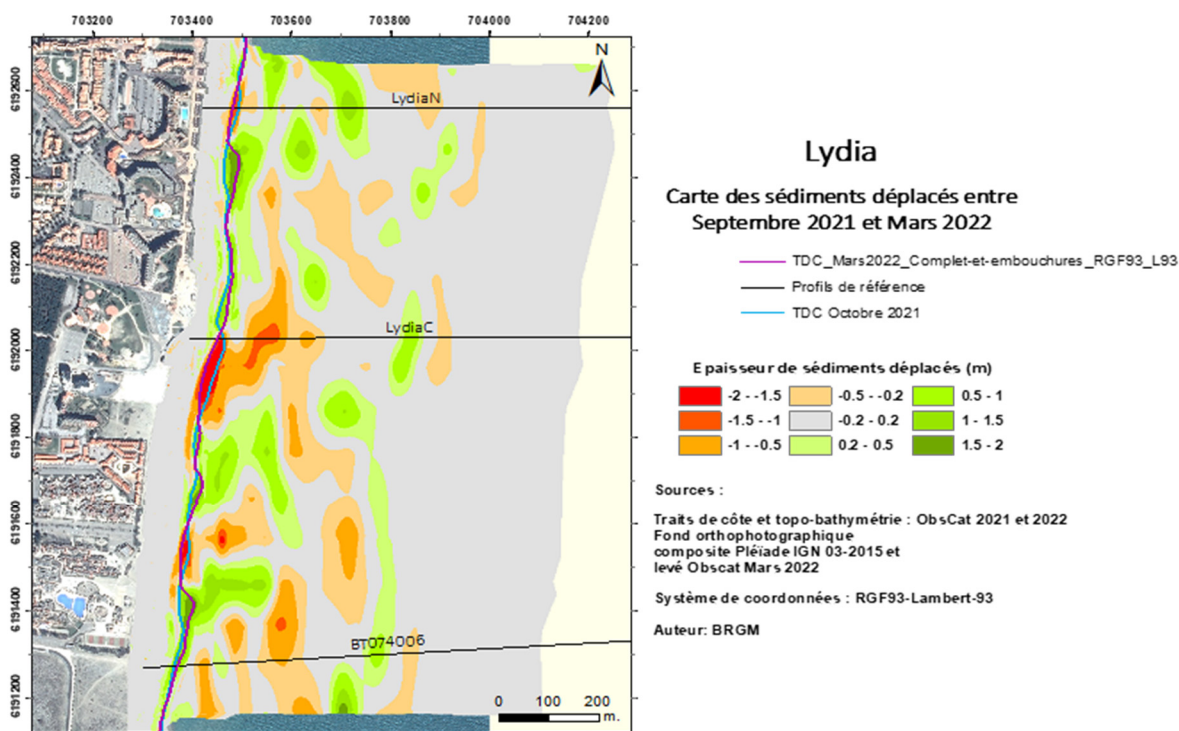 703200 703400 703600 703800 704000 704200
N
6192600
6192400
6192200
6192000
6191800
6191600
6191400
6191200
LydiaN
LydiaC
BT074006
0 100 200
m.
Lydia
Carte des sédiments déplacés entre
Septembre 2021 et Mars 2022
TDC_Mars2022_Complet-et-embouchures_RGF93_L93
Profils de référence
TDC Octobre 2021
Epaisseur de sédiments déplacés (m)
-2 - -1.5 -0.5 - -0.2 0.5 - 1
-1.5 - -1 -0.2 - 0.2 1 - 1.5
-1 - -0.5 0.2 - 0.5 1.5 - 2
Sources :
Traits de côte et topo-bathymétrie : ObsCat 2021 et 2022
Fond orthophotographique
composite Pléïade IGN 03-2015 et
levé Obscat Mars 2022
Système de coordonnées : RGF93-Lambert-93
Auteur: BRGM